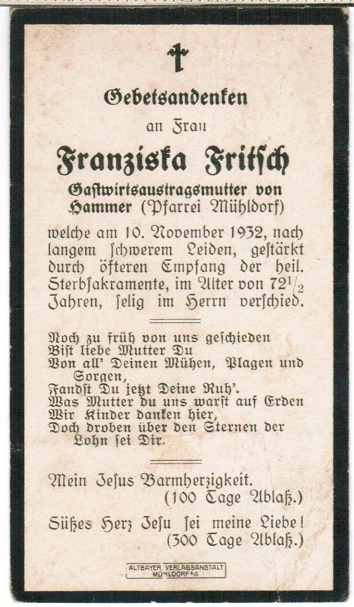 Gebetsandenken
an Frau
Franziska Fritsch
Gastwirtsaustragsmutter von
Hammer (Pfarrei Mühldorf)
welche am 10. November 1932, nach
langem schwerem Leiden, gestärkt
durch öfteren Empfang der heil.
Sterbsakramente, im Alter von 72 1/2
Jahren, selig im Herrn verschied.
Noch zu früh von uns geschieden
Bist liebe Mutter Du
Von all' Deinen Mühen, Plagen und
Sorgen,
Fandst Du jetzt Deine Ruh'.
Was Mutter du uns warst auf Erden
Wir Kinder danken hier,
Doch droben über den Sternen der
Lohn sei Dir.
Mein Jesus Barmherzigkeit.
(100 Tage Ablaß.)
Süßes Herz Jesu sei meine Liebe!
(300 Tage Ablaß.)
ALTBAYER. VERLAGSANSTALT
MÜHLDORF